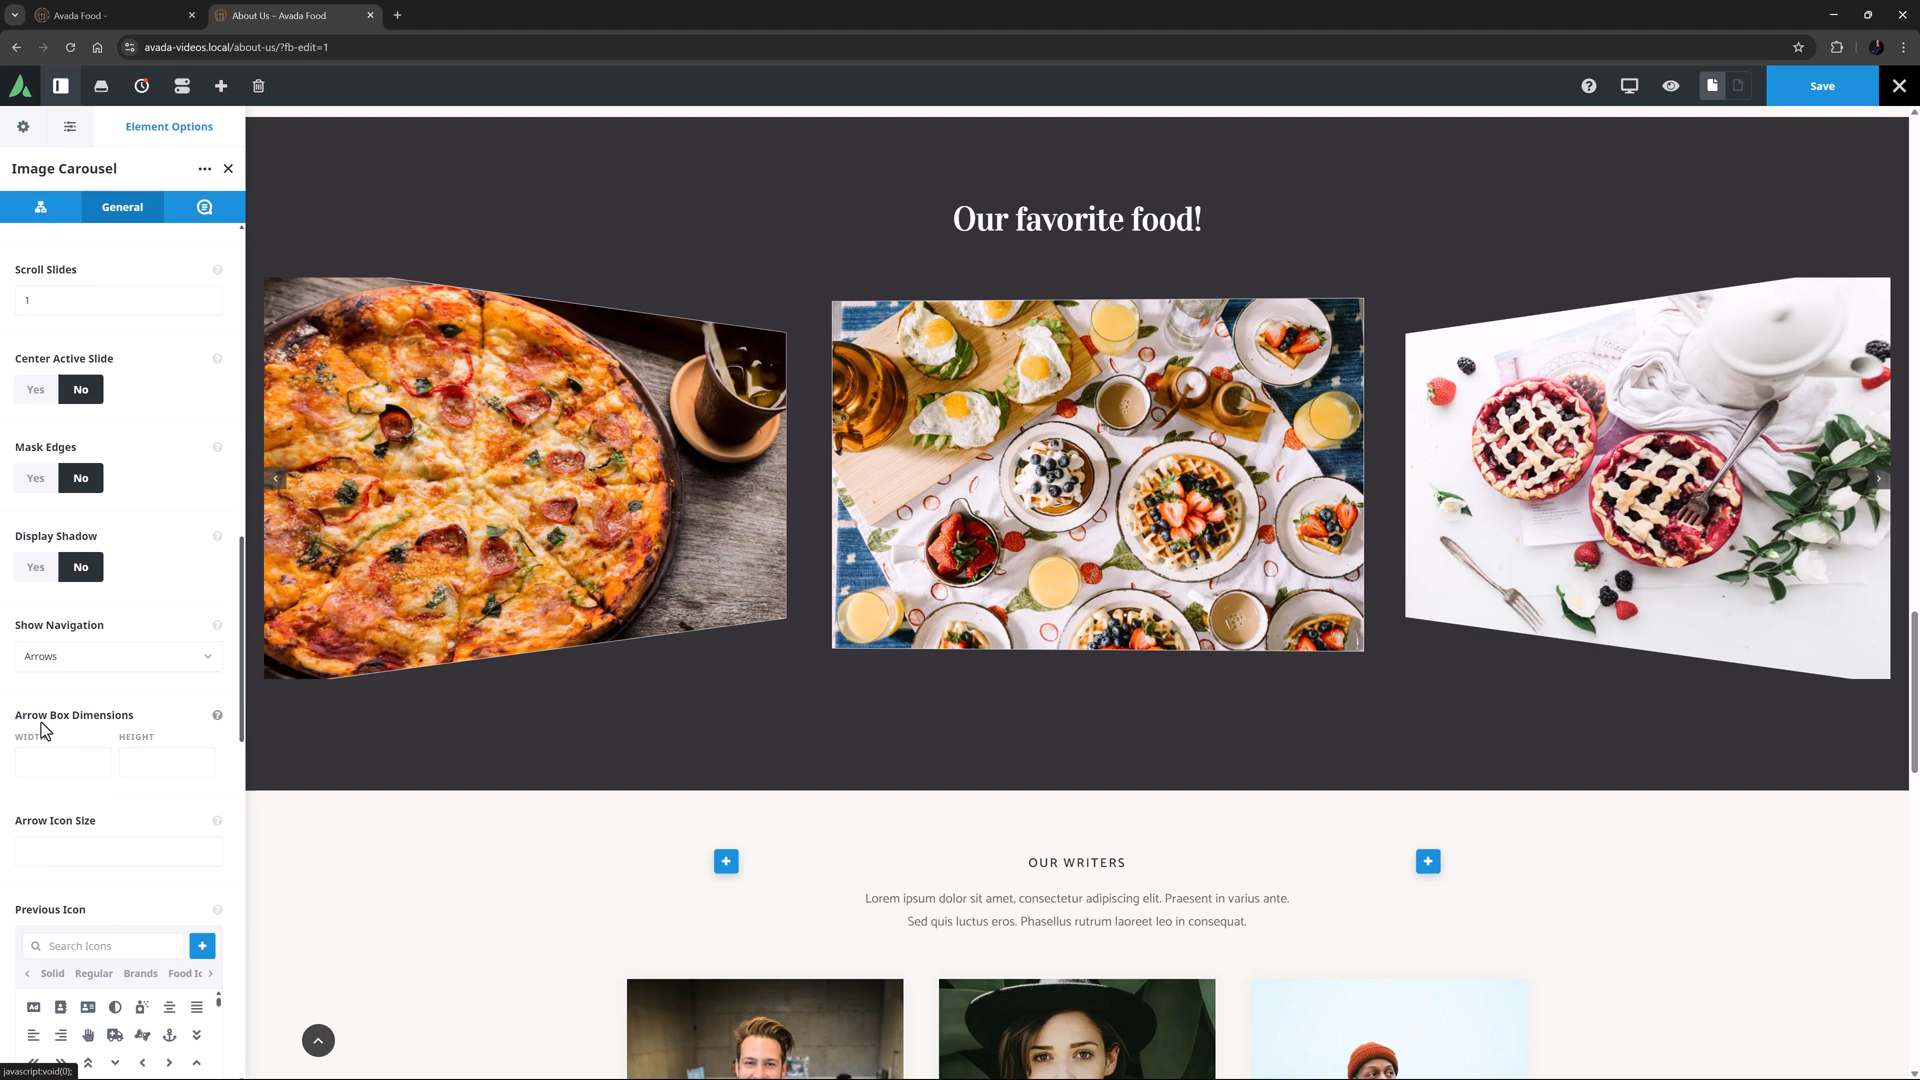 Avada Food -
About Us – Avada Food
avada-videos.local/about-us/?fb-edit=1
Save
Element Options
Image Carousel
General
Scroll Slides
1
Center Active Slide
Yes No
Mask Edges
Yes No
Display Shadow
Yes No
Show Navigation
Arrows
Arrow Box Dimensions
WIDTH HEIGHT
Arrow Icon Size
Previous Icon
Search Icons
Solid Regular Brands Food Ic
Ad
javascript:void(0);
Our favorite food!
OUR WRITERS
Lorem ipsum dolor sit amet, consectetur adipiscing elit. Praesent in varius ante.
Sed quis luctus eros. Phasellus rutrum laoreet leo in consequat.